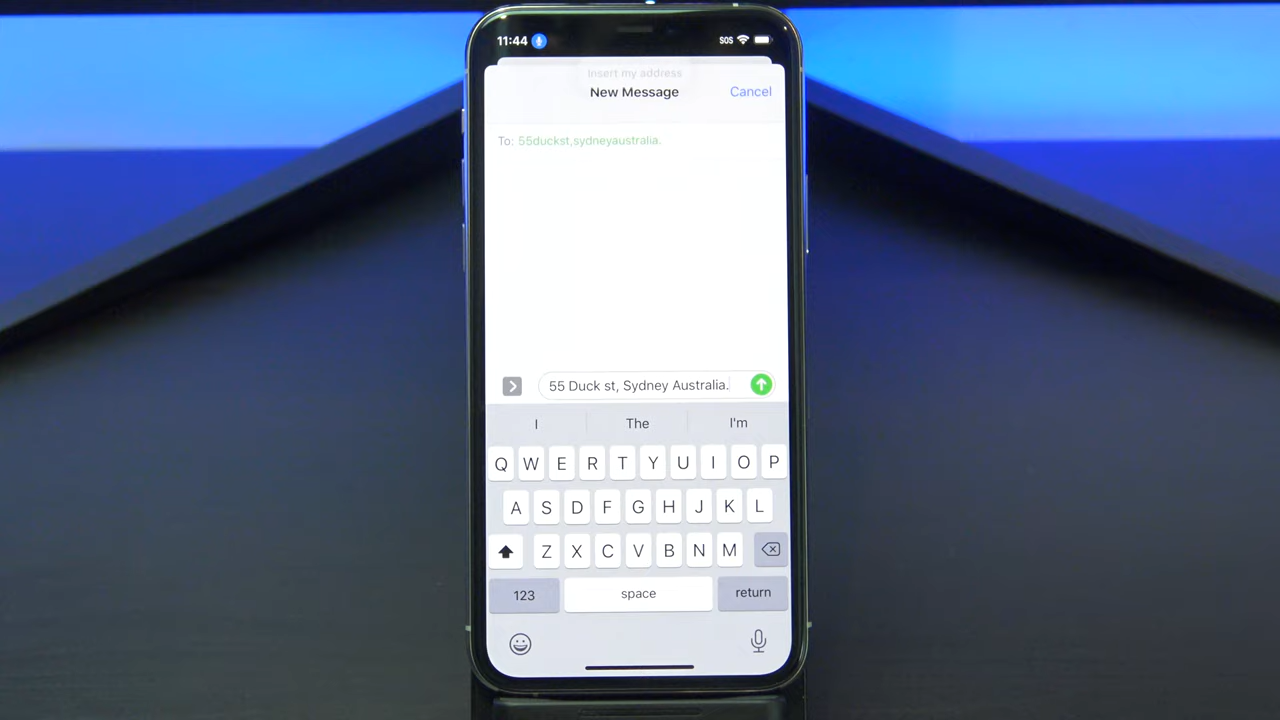 11:44 SOS
Insert my address
New Message Cancel
To: 55duckst,sydneyaustralia.
55 Duck st, Sydney Australia.
I The I'm
Q W E R T Y U I O P
A S D F G H J K L
Z X C V B N M
123 space return